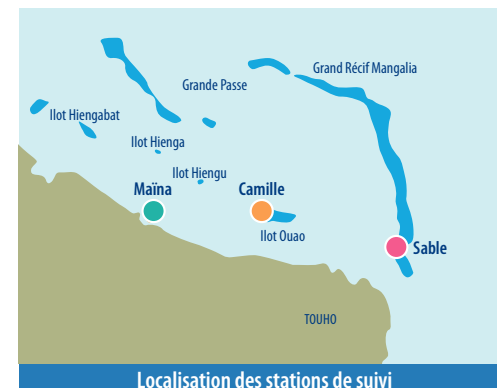 Grand Récif Mangalia
Grande Passe
Ilot Hiengabat
Ilot Hienga
Ilot Hiengu
Maïna
Camille
Ilot Ouao
Sable
TOUHO
Localisation des stations de suivi